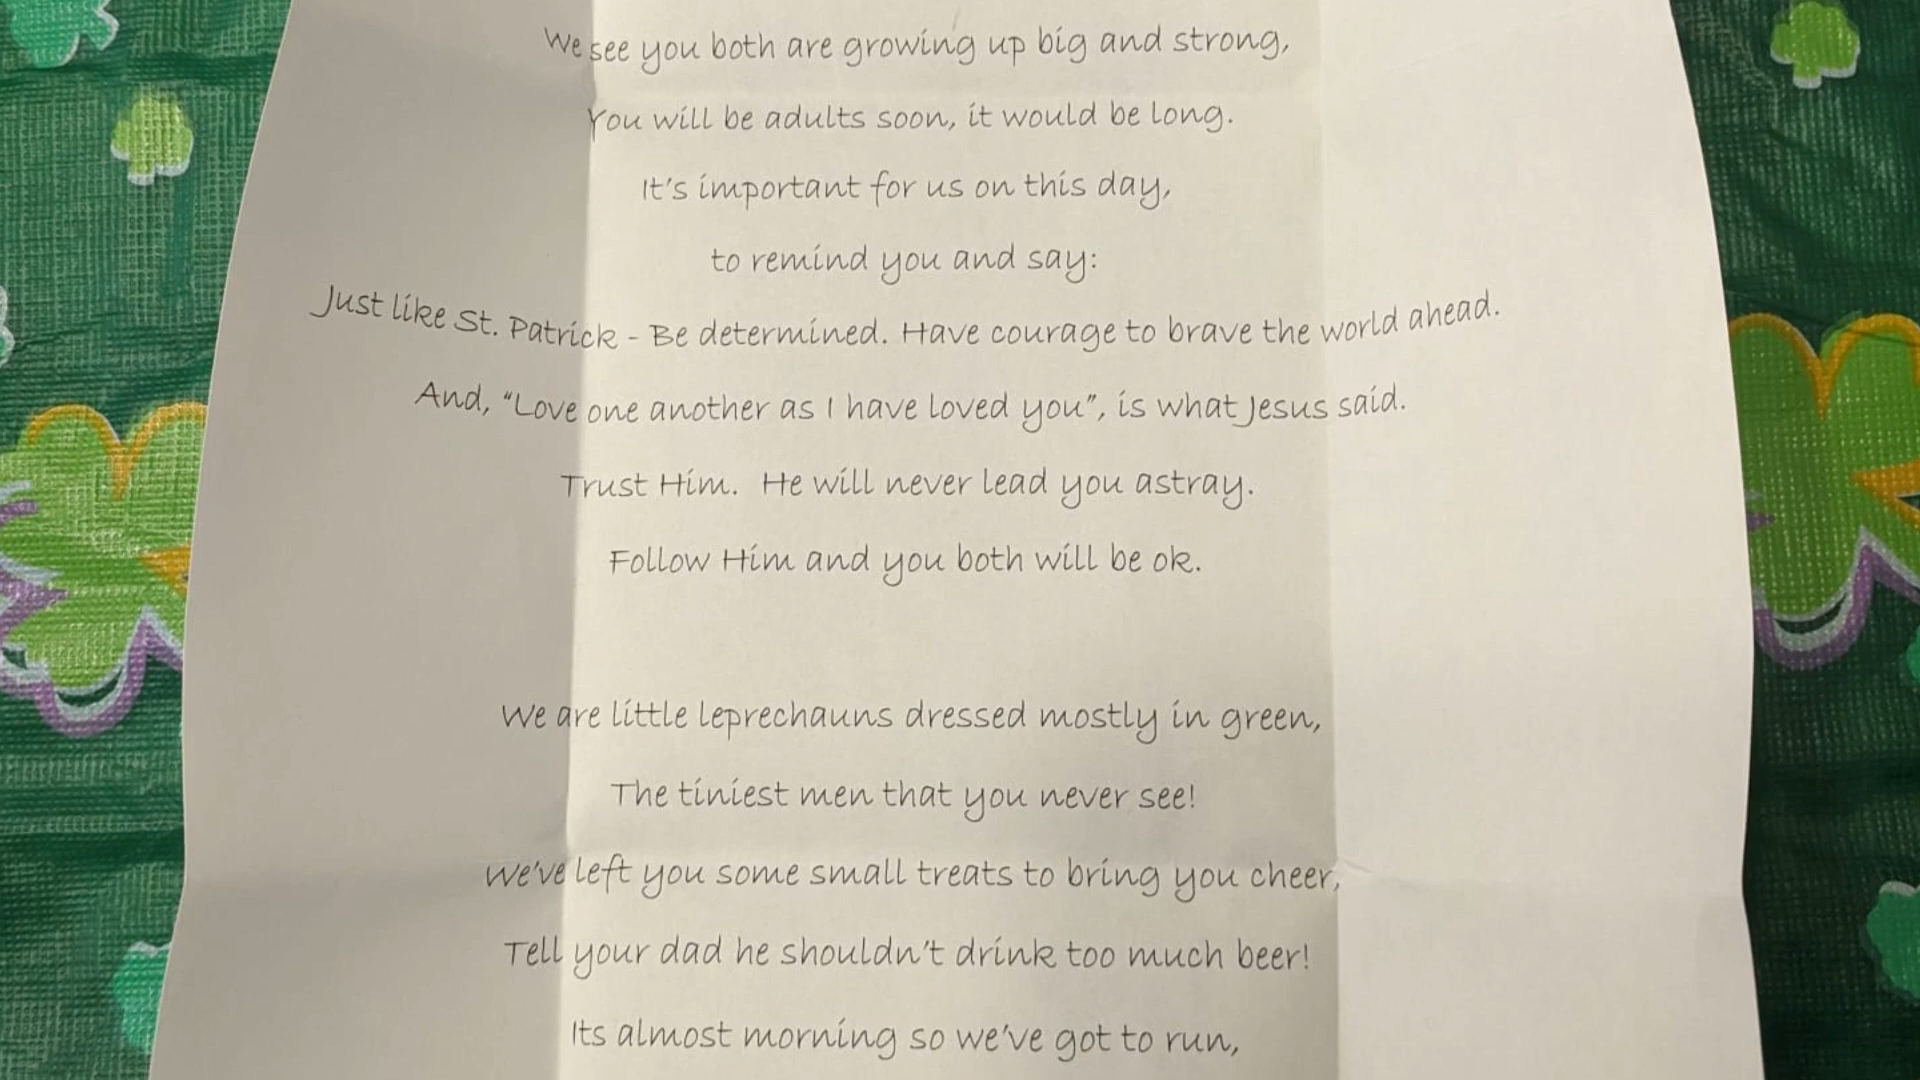 We see you both are growing up big and strong,
You will be adults soon, it would be long.
It's important for us on this day,
to remind you and say:
Just like St. Patrick - Be determined. Have courage to brave the world ahead.
And, "Love one another as I have loved you", is what Jesus said.
Trust Him. He will never lead you astray.
Follow Him and you both will be ok.
We are little leprechauns dressed mostly in green,
The tiniest men that you never see!
We've left you some small treats to bring you cheer,
Tell your dad he shouldn't drink too much beer!
Its almost morning so we've got to run,